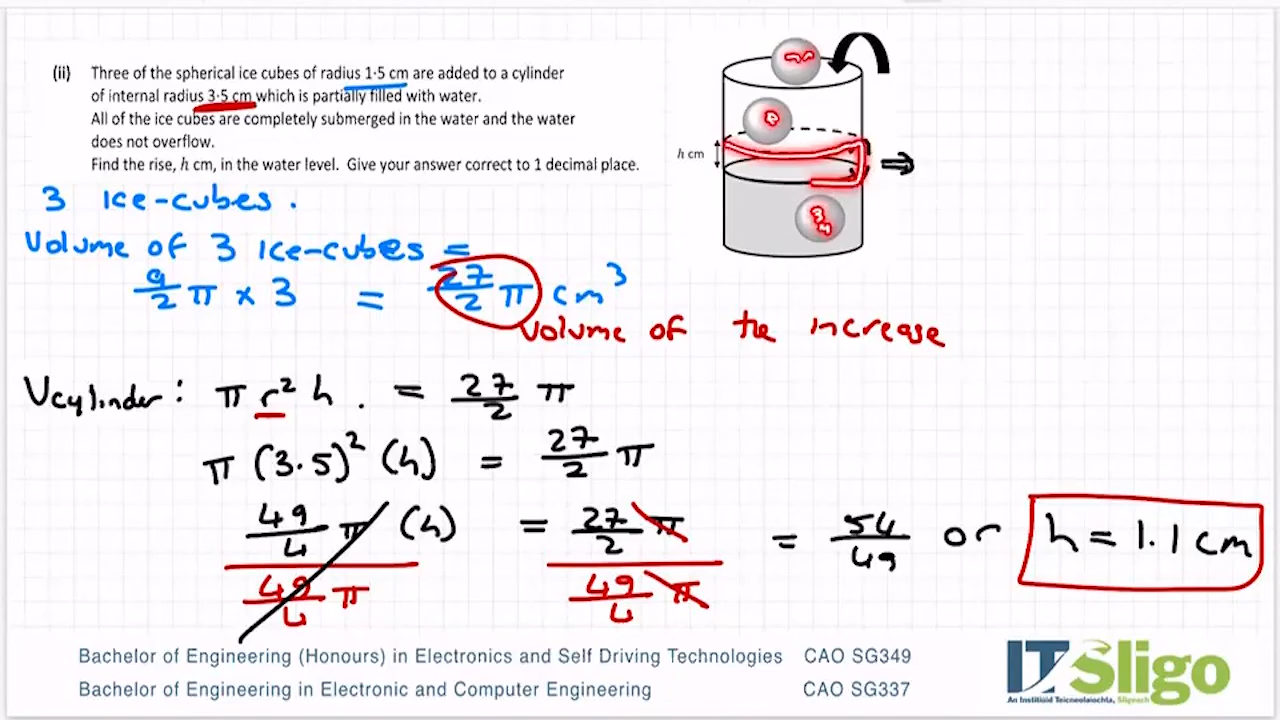 (ii) Three of the spherical ice cubes of radius 1·5 cm are added to a cylinder
of internal radius 3·5 cm which is partially filled with water.
All of the ice cubes are completely submerged in the water and the water
does not overflow.
Find the rise, h cm, in the water level. Give your answer correct to 1 decimal place.
h cm
3 Ice-cubes.
Volume of 3 Ice-cubes =
9/2 π × 3 = 27/2 π cm³
Volume of the increase
Vcylinder: π r² h = 27/2 π
π (3.5)² (h) = 27/2 π
49/4 π (h) = 27/2 π = 54/49 or h = 1.1 cm
49/4 π 49/4 π
Bachelor of Engineering (Honours) in Electronics and Self Driving Technologies CAO SG349
Bachelor of Engineering in Electronic and Computer Engineering CAO SG337
IT Sligo
An Institiúid Teicneolaíochta, Sligeach